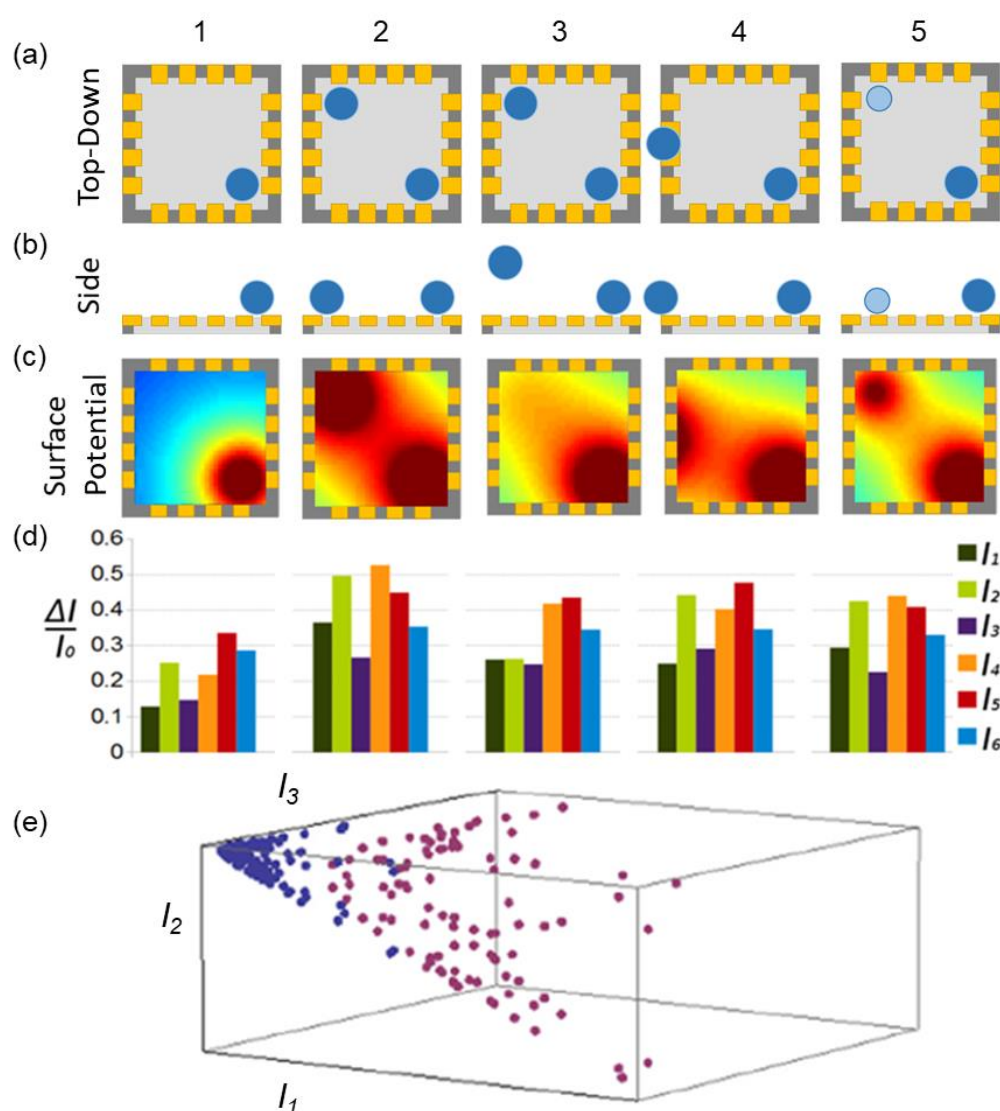 1 2 3 4 5
(a)
Top-Down
(b)
Side
(c)
Surface
Potential
(d)
0.6
0.5
0.4
0.3
0.2
0.1
0
ΔI
I₀
I₁
I₂
I₃
I₄
I₅
I₆
(e)
I₃
I₂
I₁